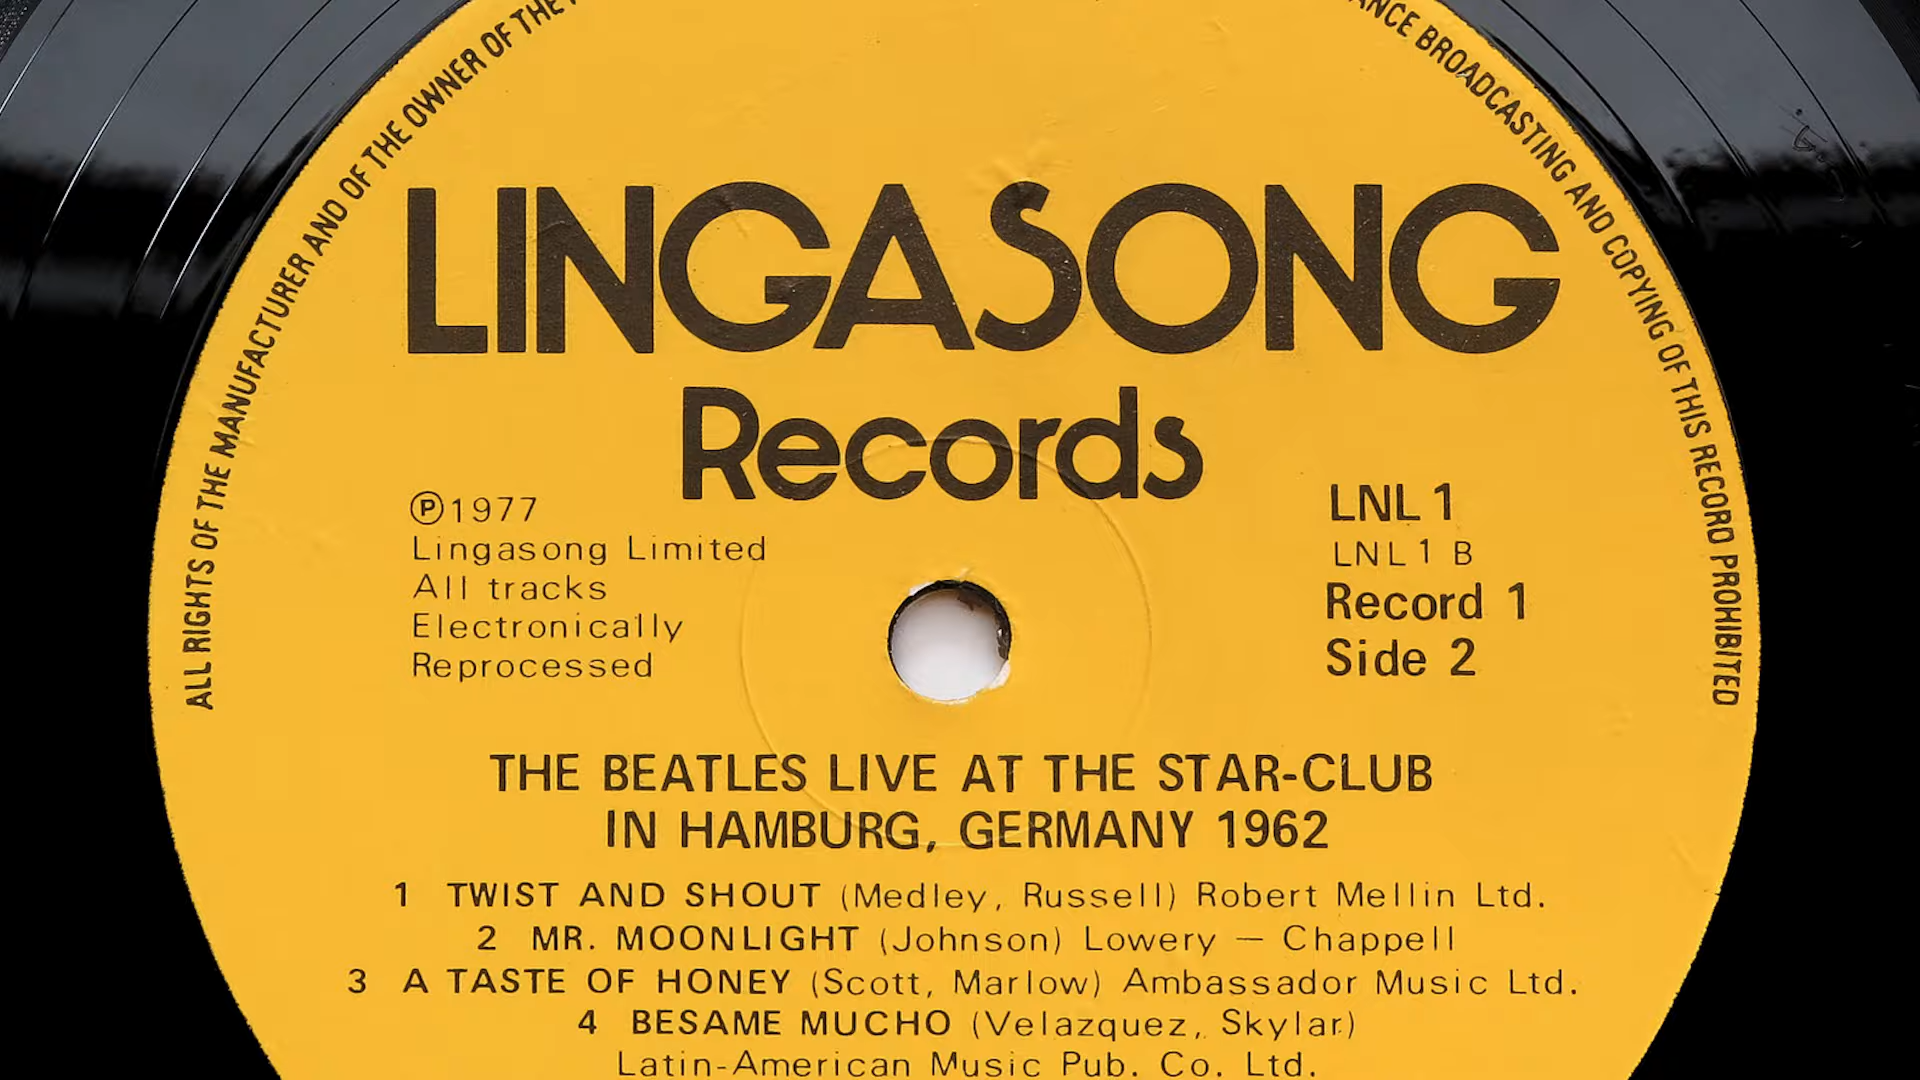 ALL RIGHTS OF THE MANUFACTURER AND OF THE OWNER OF THE
BROADCASTING AND COPYING OF THIS RECORD PROHIBITED
LINGASONG
Records
Ⓟ1977
Lingasong Limited
All tracks
Electronically
Reprocessed
LNL 1
LNL 1 B
Record 1
Side 2
THE BEATLES LIVE AT THE STAR-CLUB
IN HAMBURG, GERMANY 1962
1 TWIST AND SHOUT (Medley, Russell) Robert Mellin Ltd.
2 MR. MOONLIGHT (Johnson) Lowery — Chappell
3 A TASTE OF HONEY (Scott, Marlow) Ambassador Music Ltd.
4 BESAME MUCHO (Velazquez, Skylar)
Latin-American Music Pub. Co. Ltd.